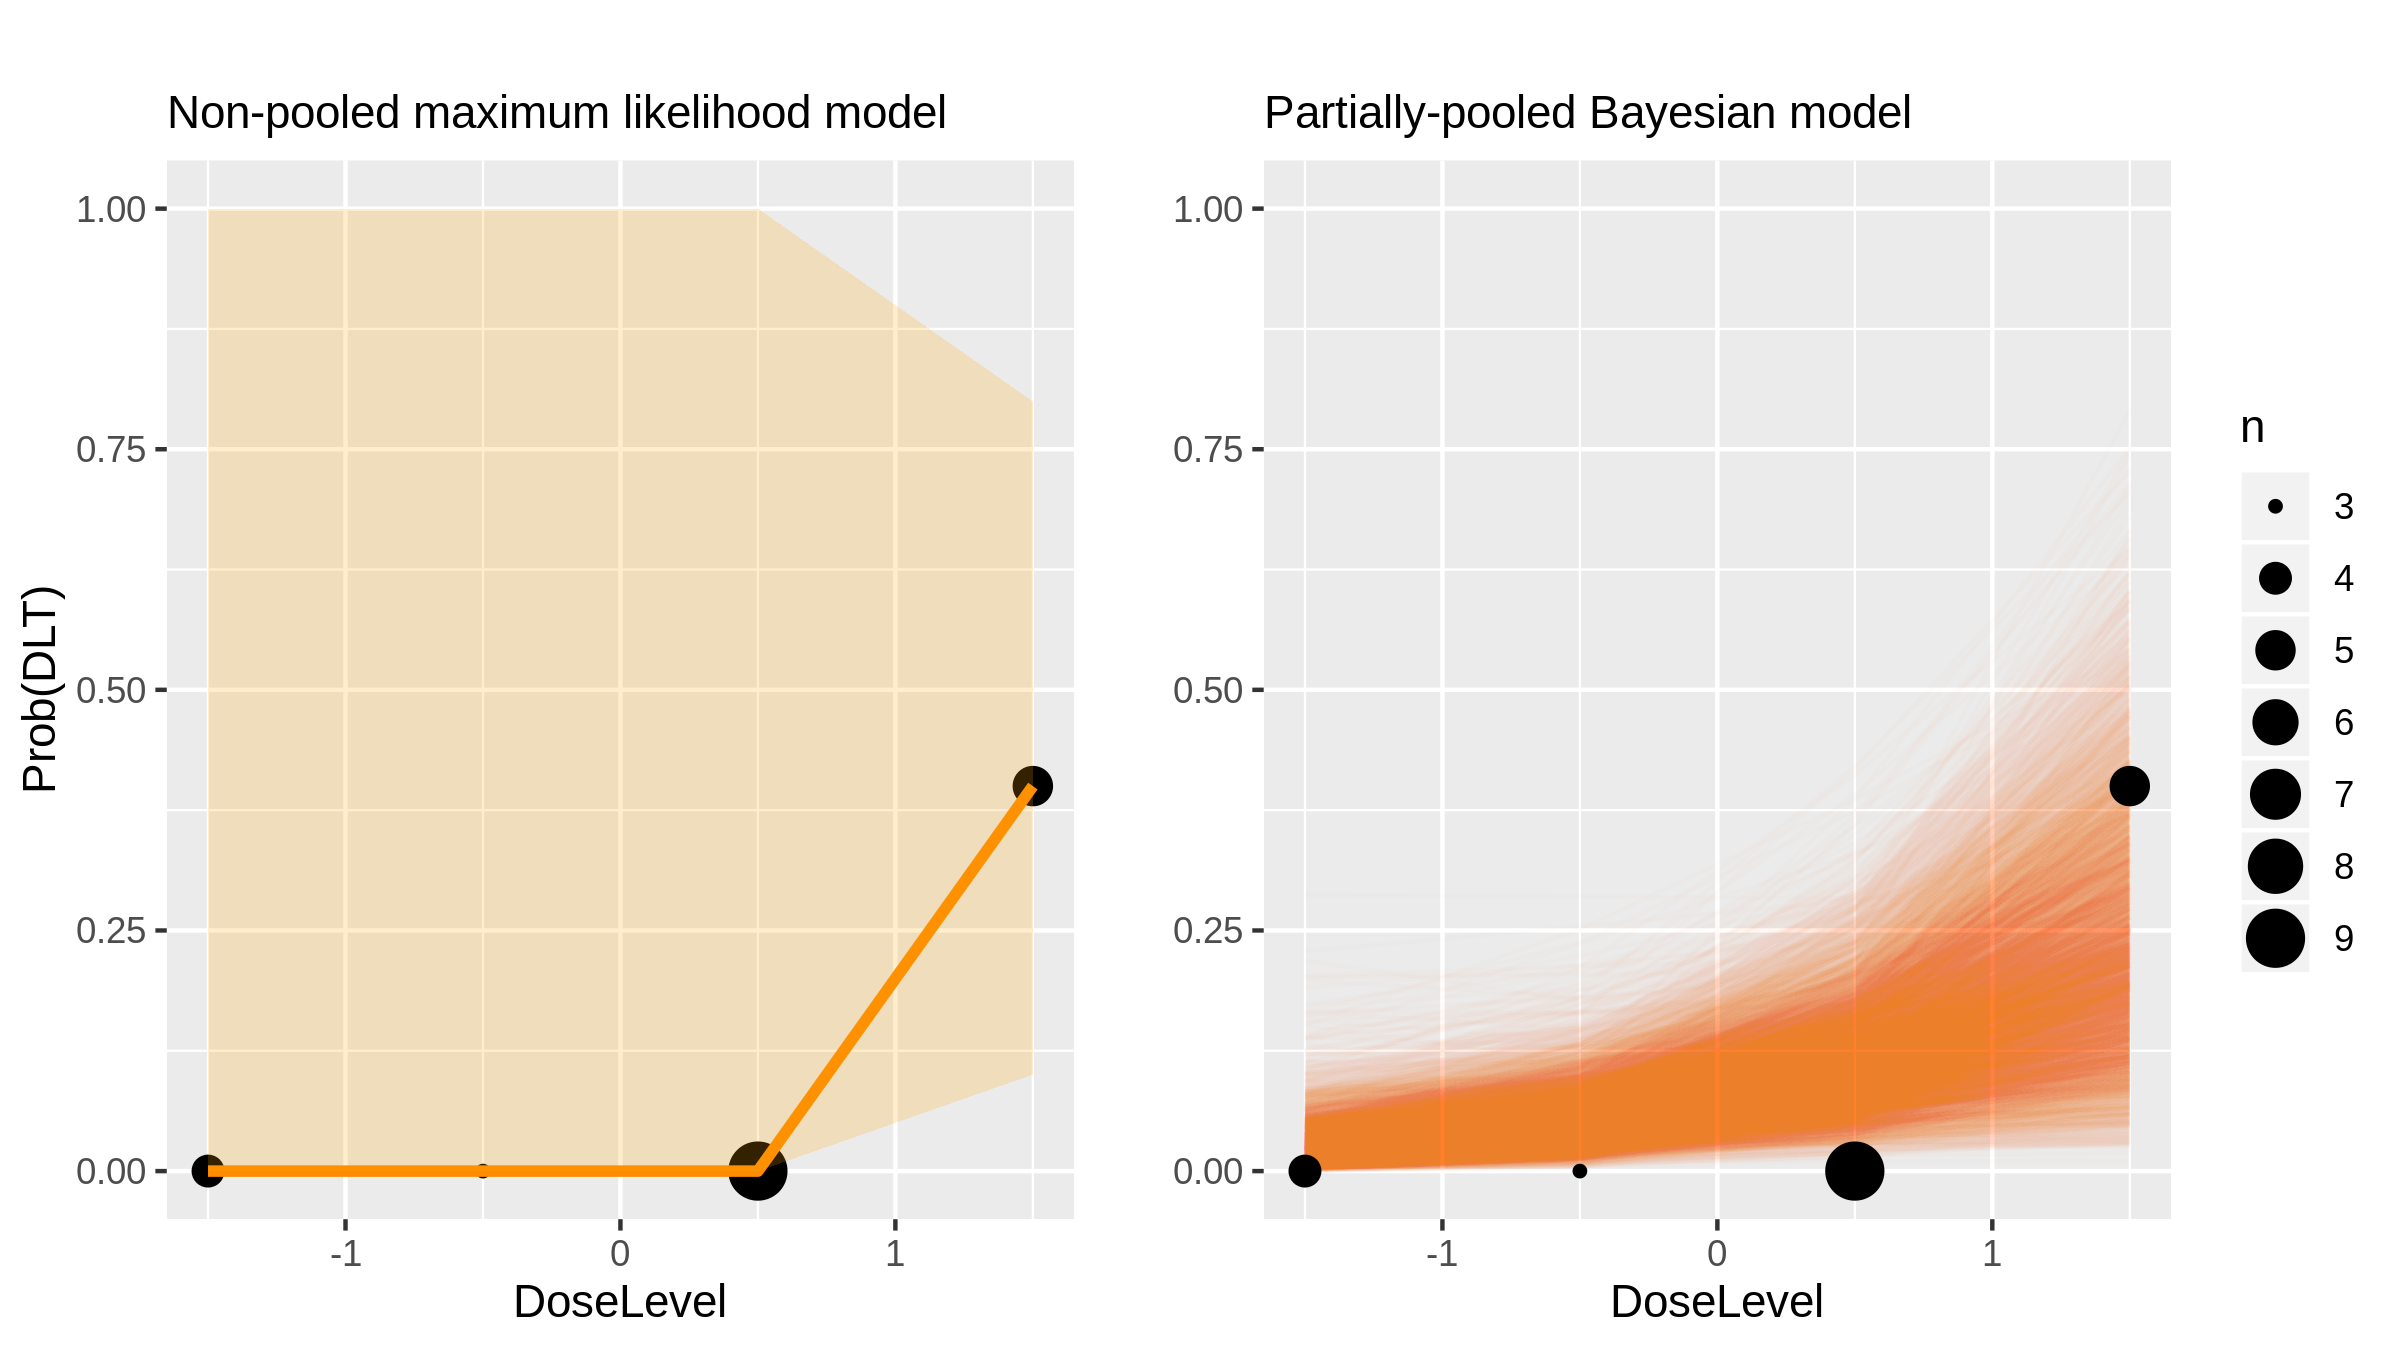 Non-pooled maximum likelihood model
Prob(DLT)
1.00
0.75
0.50
0.25
0.00
-1 0 1
DoseLevel
Partially-pooled Bayesian model
1.00
0.75
0.50
0.25
0.00
-1 0 1
DoseLevel
n
3
4
5
6
7
8
9